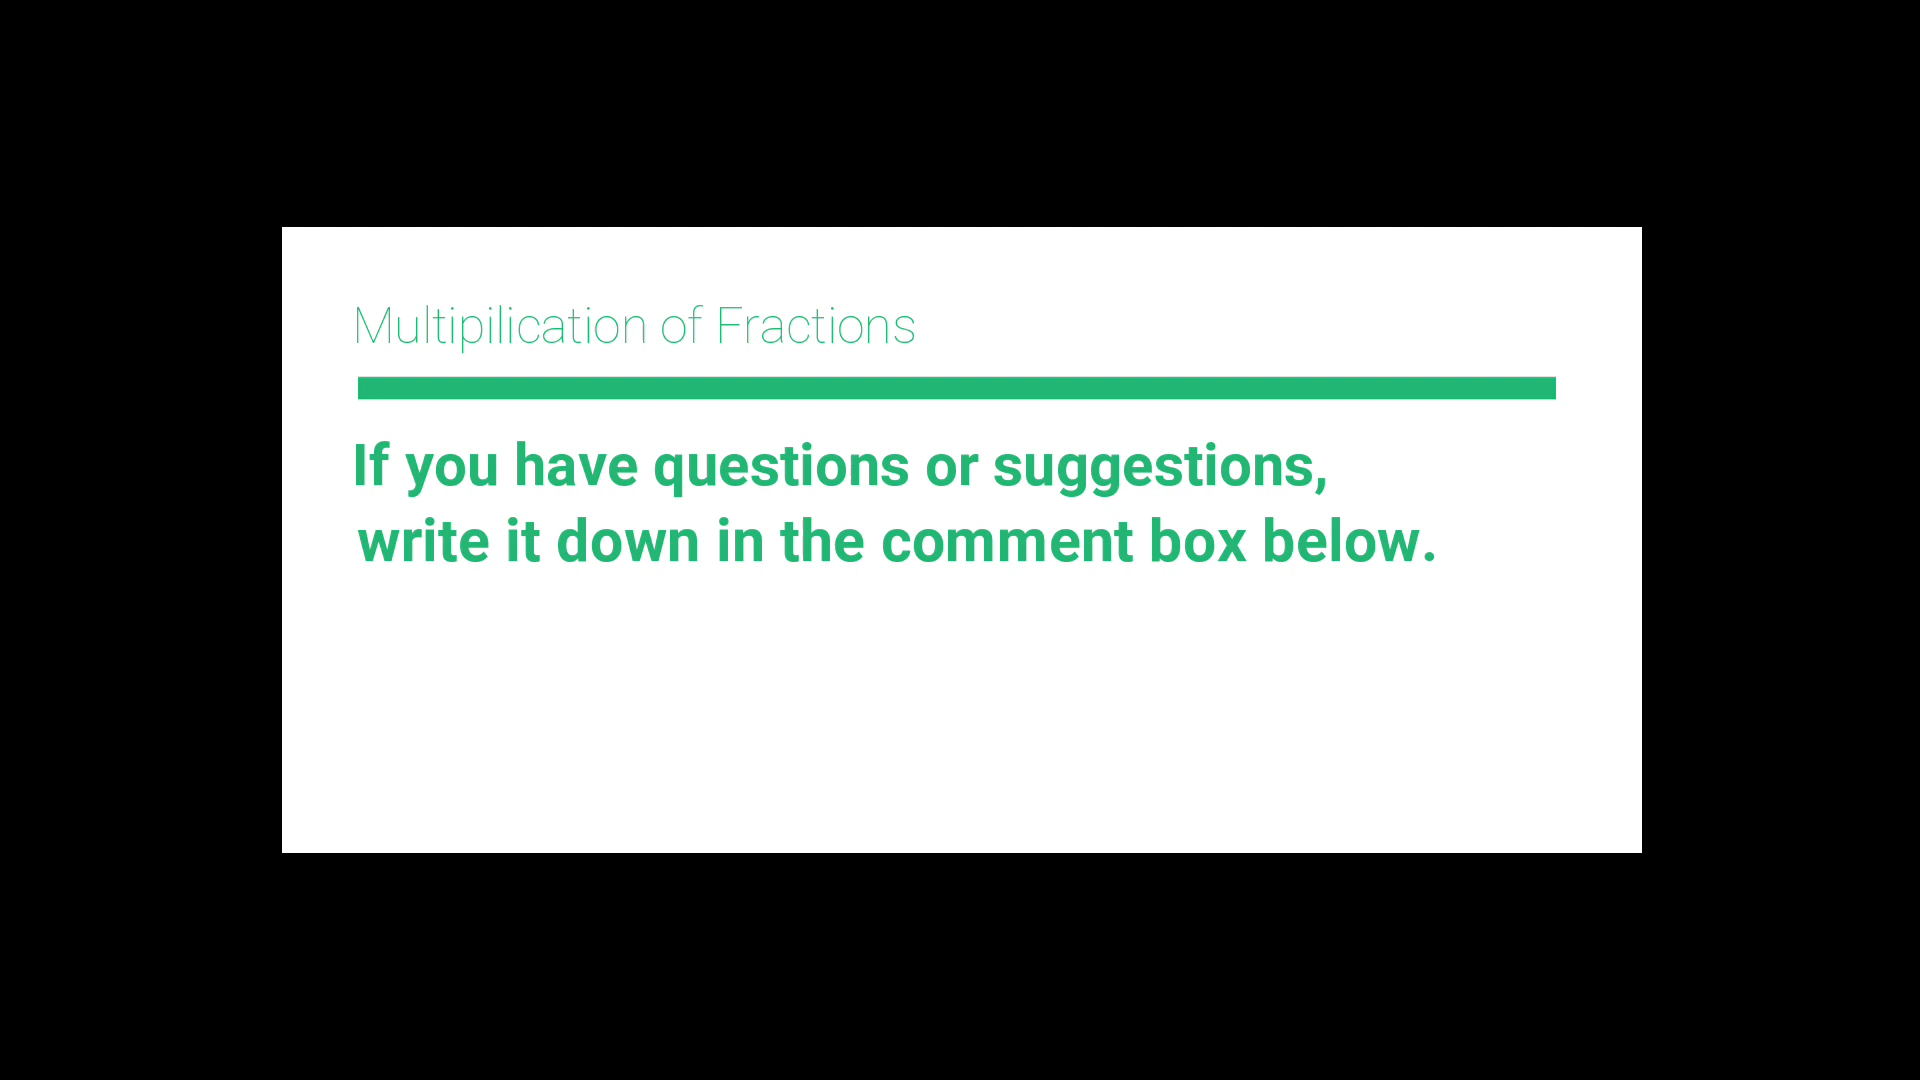 Multipilication of Fractions
If you have questions or suggestions,
write it down in the comment box below.